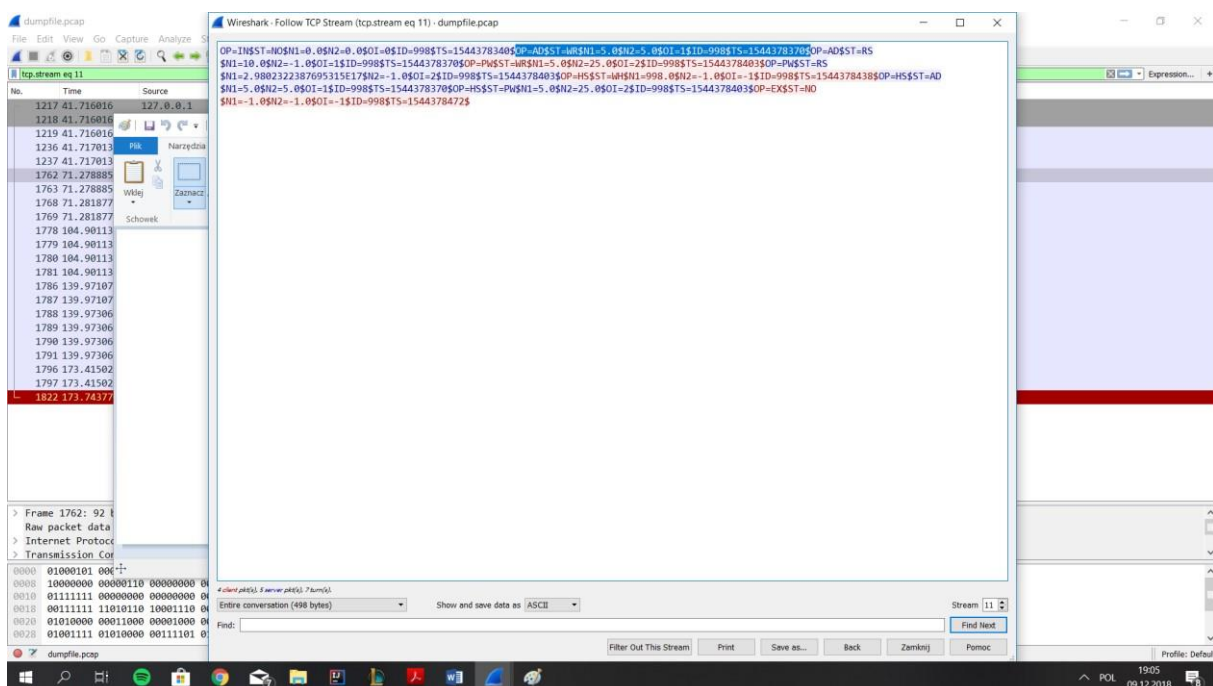 dumpfile.pcap
File Edit View Go Capture Analyze
tcp.stream eq 11
Expression... +
No. Time Source
1217 41.716016 127.0.0.1
1218 41.716016
1219 41.716016
1236 41.717013
1237 41.717013
1762 71.278885
1763 71.278885
1768 71.281877
1769 71.281877
1778 104.90113
1779 104.90113
1780 104.90113
1781 104.90113
1786 139.97107
1787 139.97107
1788 139.97306
1789 139.97306
1790 139.97306
1791 139.97306
1796 173.41502
1797 173.41502
1822 173.74377
Plik Narzędzia
Wklej
Zaznacz
Schowek
Wireshark · Follow TCP Stream (tcp.stream eq 11) · dumpfile.pcap
OP=IN$ST=NO$N1=0.0$N2=0.0$OI=0$ID=998$TS=1544378340$OP=AD$ST=WR$N1=5.0$N2=5.0$OI=1$ID=998$TS=1544378370$OP=AD$ST=RS
$N1=10.0$N2=-1.0$OI=1$ID=998$TS=1544378370$OP=PW$ST=WR$N1=5.0$N2=25.0$OI=2$ID=998$TS=1544378403$OP=PW$ST=RS
$N1=2.9802322387695315E17$N2=-1.0$OI=2$ID=998$TS=1544378403$OP=HS$ST=WH$N1=998.0$N2=-1.0$OI=-1$ID=998$TS=1544378438$OP=HS$ST=AD
$N1=5.0$N2=5.0$OI=1$ID=998$TS=1544378370$OP=HS$ST=PW$N1=5.0$N2=25.0$OI=2$ID=998$TS=1544378403$OP=EX$ST=NO
$N1=-1.0$N2=-1.0$OI=-1$ID=998$TS=1544378472$
4 client pkt(s), 5 server pkt(s), 7 turn(s).
Entire conversation (498 bytes) Show and save data as ASCII Stream 11
Find: Find Next
Filter Out This Stream Print Save as... Back Zamknij Pomoc
> Frame 1762: 92
Raw packet data
> Internet Protoc
> Transmission Con
0000 01000101
0008 10000000 00000110 00000000
0010 01111111 00000000 00000000
0018 00111111 11010110 10001110
0020 01010000 00011000 00001000
0028 01001111 01010000 00111101
dumpfile.pcap
Profile: Defaul
POL
19:05
09.12.2018